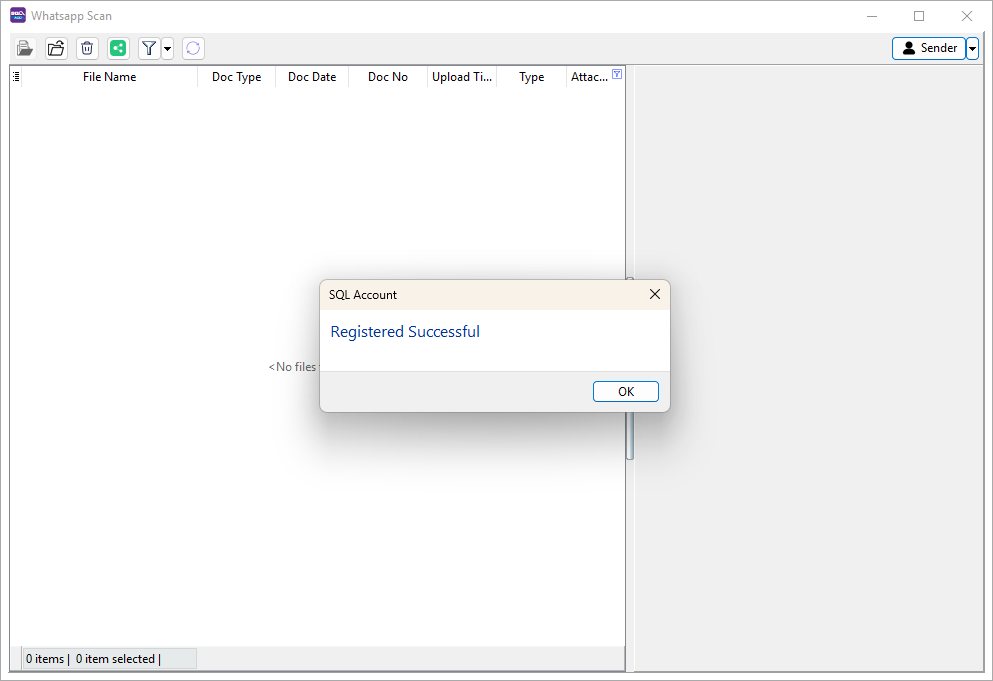 Whatsapp Scan
Sender
File Name Doc Type Doc Date Doc No Upload Ti... Type Attac...
SQL Account
Registered Successful
<No files
OK
0 items | 0 item selected |